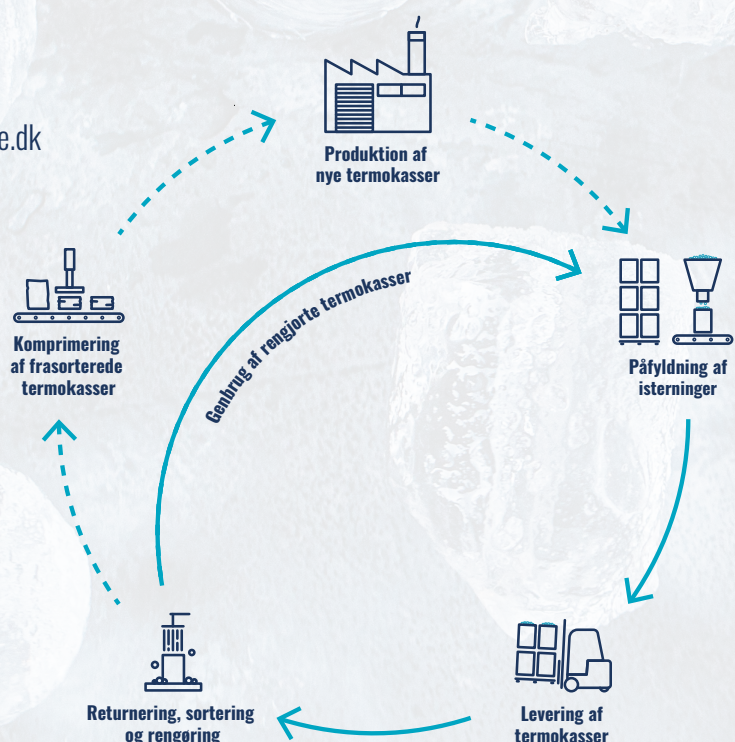 e.dk
Produktion af
nye termokasser
Genbrug af rengjorte termokasser
Komprimering
af frasorterede
termokasser
Påfyldning af
isterninger
Returnering, sortering
og rengøring
Levering af
termokasser